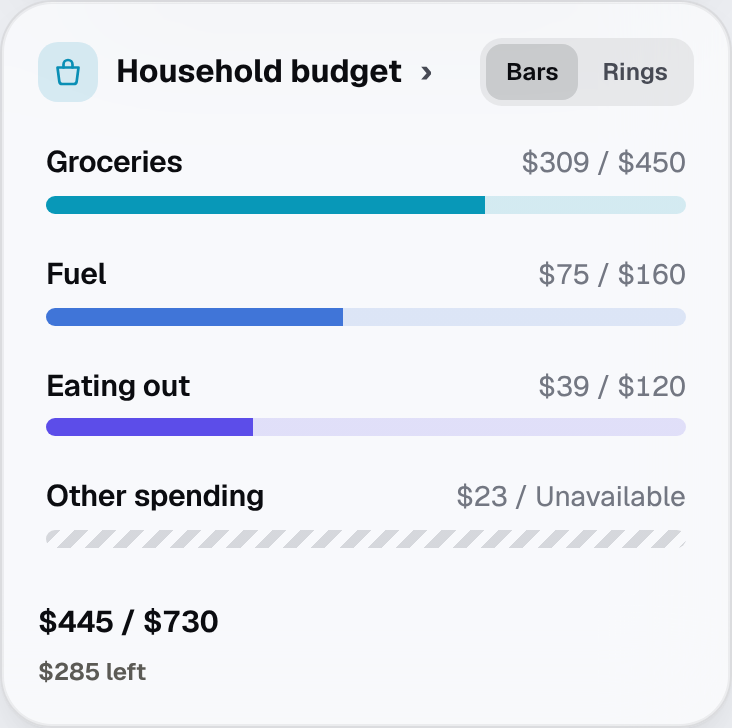 Household budget ›
Bars Rings
Groceries $309 / $450
Fuel $75 / $160
Eating out $39 / $120
Other spending $23 / Unavailable
$445 / $730
$285 left